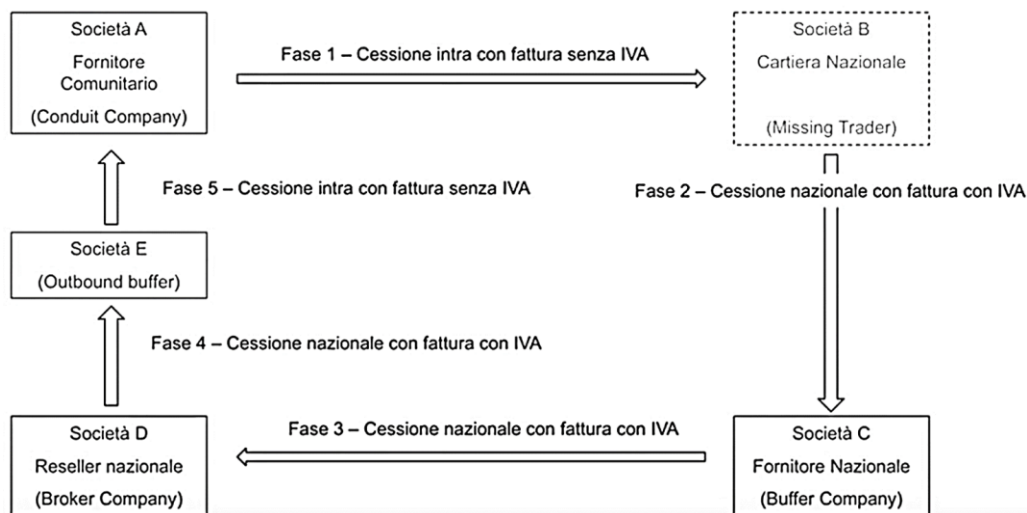 Società A
Fornitore
Comunitario
(Conduit Company)
Fase 1 – Cessione intra con fattura senza IVA
Società B
Cartiera Nazionale
(Missing Trader)
Fase 5 – Cessione intra con fattura senza IVA
Fase 2 – Cessione nazionale con fattura con IVA
Società E
(Outbound buffer)
Fase 4 – Cessione nazionale con fattura con IVA
Società D
Reseller nazionale
(Broker Company)
Fase 3 – Cessione nazionale con fattura con IVA
Società C
Fornitore Nazionale
(Buffer Company)